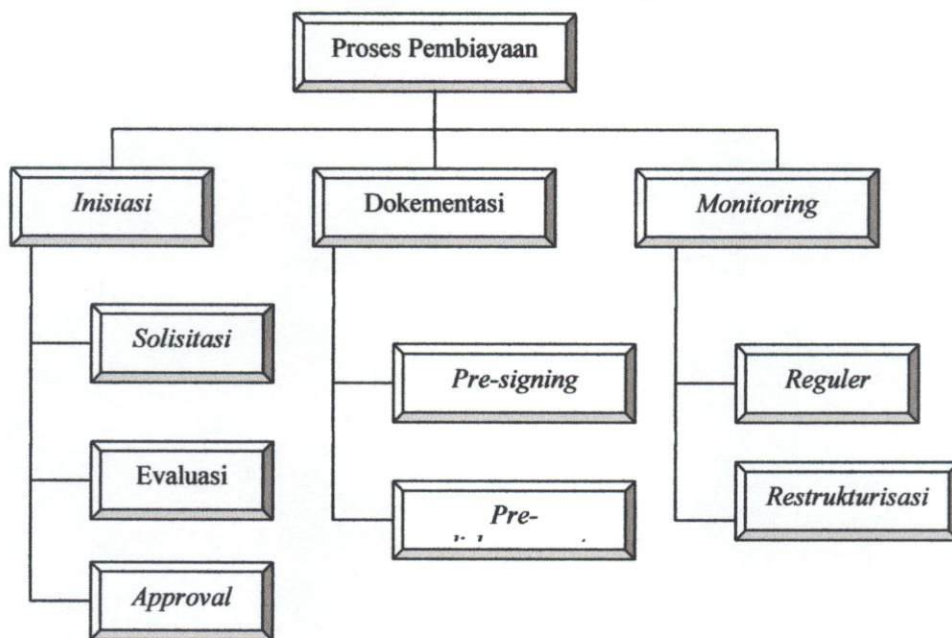 Proses Pembiayaan
Inisiasi
Dokementasi
Monitoring
Solisitasi
Evaluasi
Approval
Pre-signing
Pre-
Reguler
Restrukturisasi